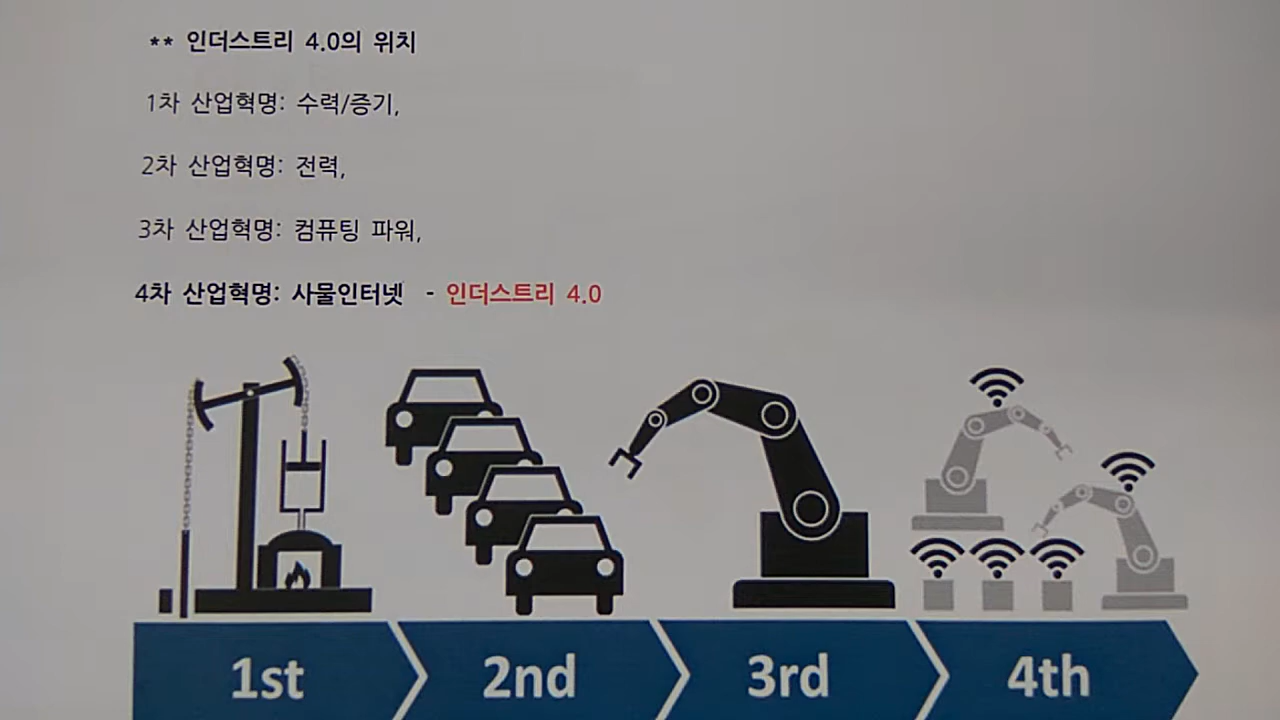 ** 인더스트리 4.0의 위치
1차 산업혁명: 수력/증기,
2차 산업혁명: 전력,
3차 산업혁명: 컴퓨팅 파워,
4차 산업혁명: 사물인터넷 - 인더스트리 4.0
1st 2nd 3rd 4th